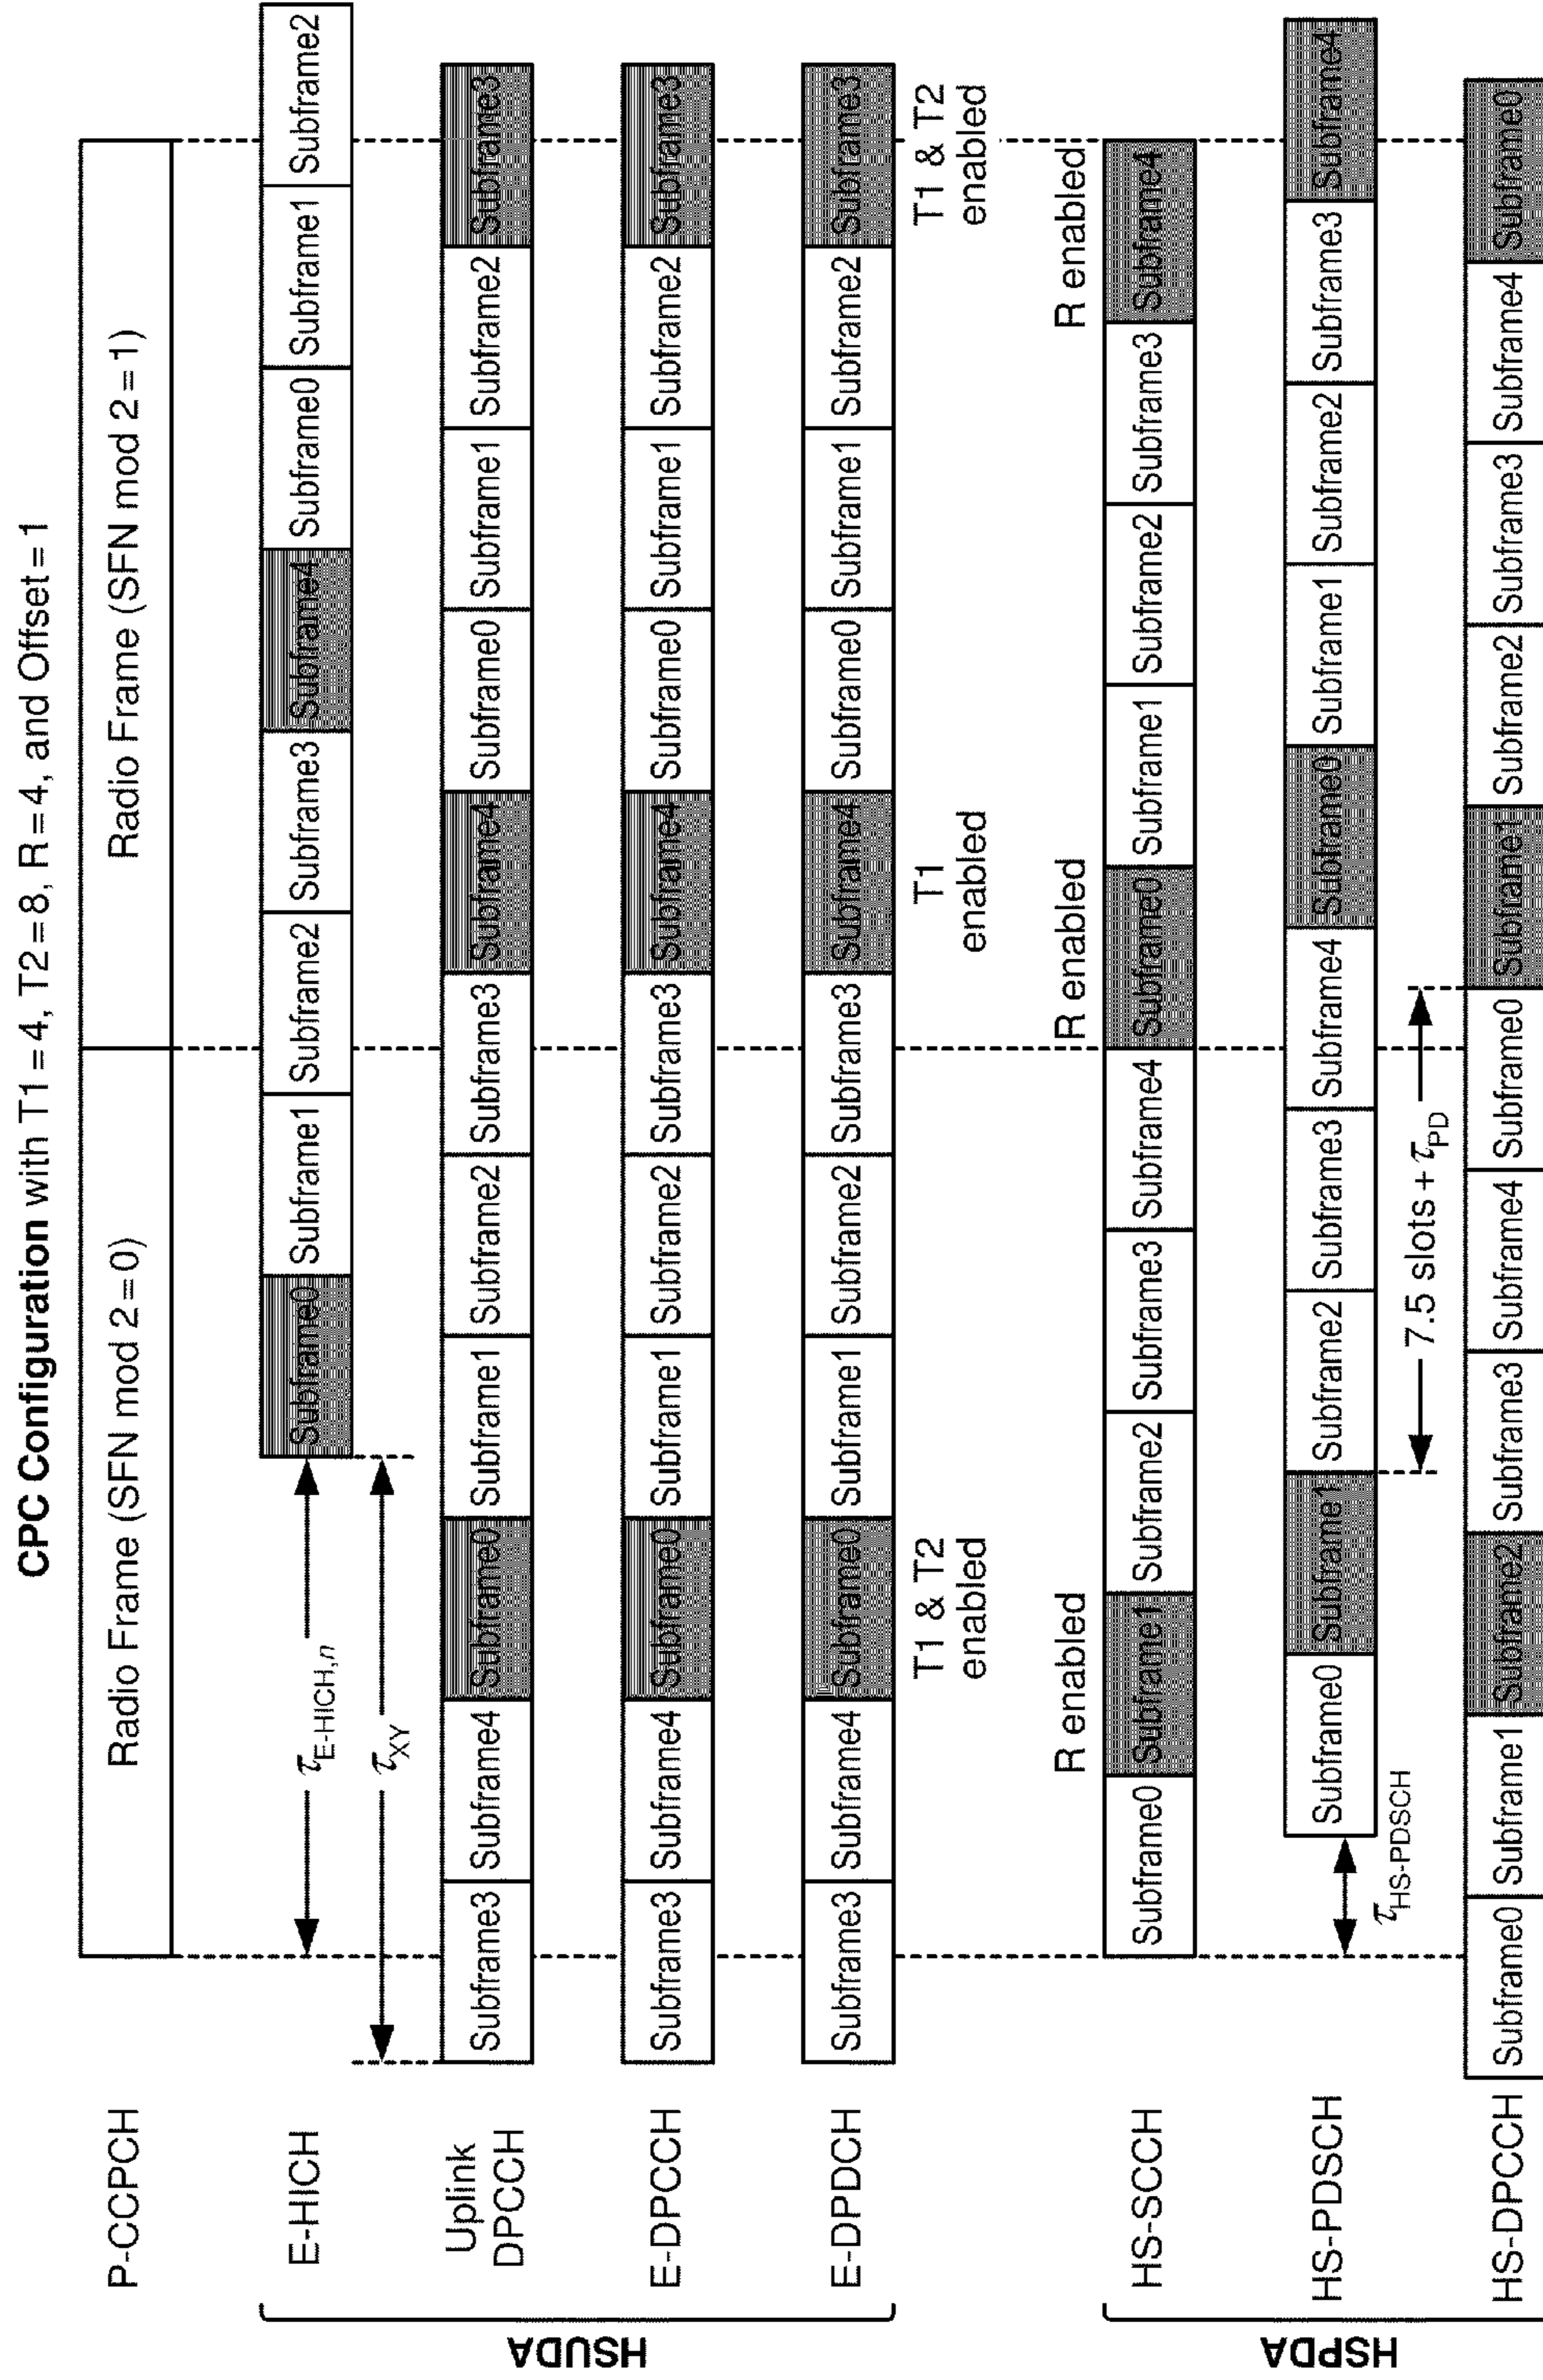 CPC Configuration with T1 = 4, T2 = 8, R = 4, and Offset = 1
P-CCPCH
Radio Frame (SFN mod 2 = 0)
Radio Frame (SFN mod 2 = 1)
HSUDA
E-HICH
τE-HICH,n
τXY
Subframe0
Subframe1
Subframe2
Subframe3
Subframe4
Subframe0
Subframe1
Subframe2
Uplink
DPCCH
Subframe3
Subframe4
Subframe0
Subframe1
Subframe2
Subframe3
Subframe4
Subframe0
Subframe1
Subframe2
Subframe3
E-DPCCH
Subframe3
Subframe4
Subframe0
Subframe1
Subframe2
Subframe3
Subframe4
Subframe0
Subframe1
Subframe2
Subframe3
E-DPDCH
Subframe3
Subframe4
Subframe0
Subframe1
Subframe2
Subframe3
Subframe4
Subframe0
Subframe1
Subframe2
Subframe3
T1 & T2
enabled
T1
enabled
T1 & T2
enabled
R enabled
R enabled
R enabled
HSPDA
HS-SCCH
Subframe0
Subframe1
Subframe2
Subframe3
Subframe4
Subframe0
Subframe1
Subframe2
Subframe3
Subframe4
HS-PDSCH
Subframe0
Subframe1
Subframe2
Subframe3
Subframe4
Subframe0
Subframe1
Subframe2
Subframe3
Subframe4
τHS-PDSCH
7.5 slots + τPD
HS-DPCCH
Subframe0
Subframe1
Subframe2
Subframe3
Subframe4
Subframe0
Subframe1
Subframe2
Subframe3
Subframe4
Subframe0